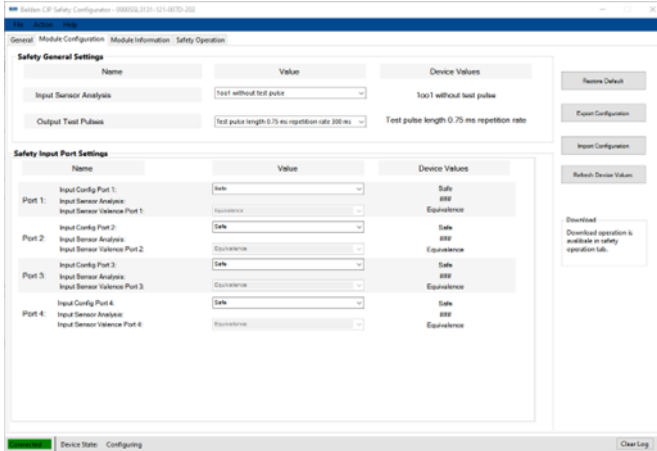 Belden CIP Safety Configurator - 0980SSL3131-121-007D-202
File Action Help
General Module Configuration Module Information Safety Operation
Safety General Settings
Name Value Device Values
Input Sensor Analysis 1oo1 without test pulse 1oo1 without test pulse
Output Test Pulses Test pulse length 0.75 ms repetition rate 300 ms Test pulse length 0.75 ms repetition rate
Restore Default
Export Configuration
Import Configuration
Refresh Device Values
Download
Download operation is
available in safety
operation tab.
Safety Input Port Settings
Name Value Device Values
Port 1:
Input Config Port 1: Safe Safe
Input Sensor Analysis: ###
Input Sensor Valence Port 1: Equivalence Equivalence
Port 2:
Input Config Port 2: Safe Safe
Input Sensor Analysis: ###
Input Sensor Valence Port 2: Equivalence Equivalence
Port 3:
Input Config Port 3: Safe Safe
Input Sensor Analysis: ###
Input Sensor Valence Port 3: Equivalence Equivalence
Port 4:
Input Config Port 4: Safe Safe
Input Sensor Analysis: ###
Input Sensor Valence Port 4: Equivalence Equivalence
Connected Device State: Configuring Clear Log